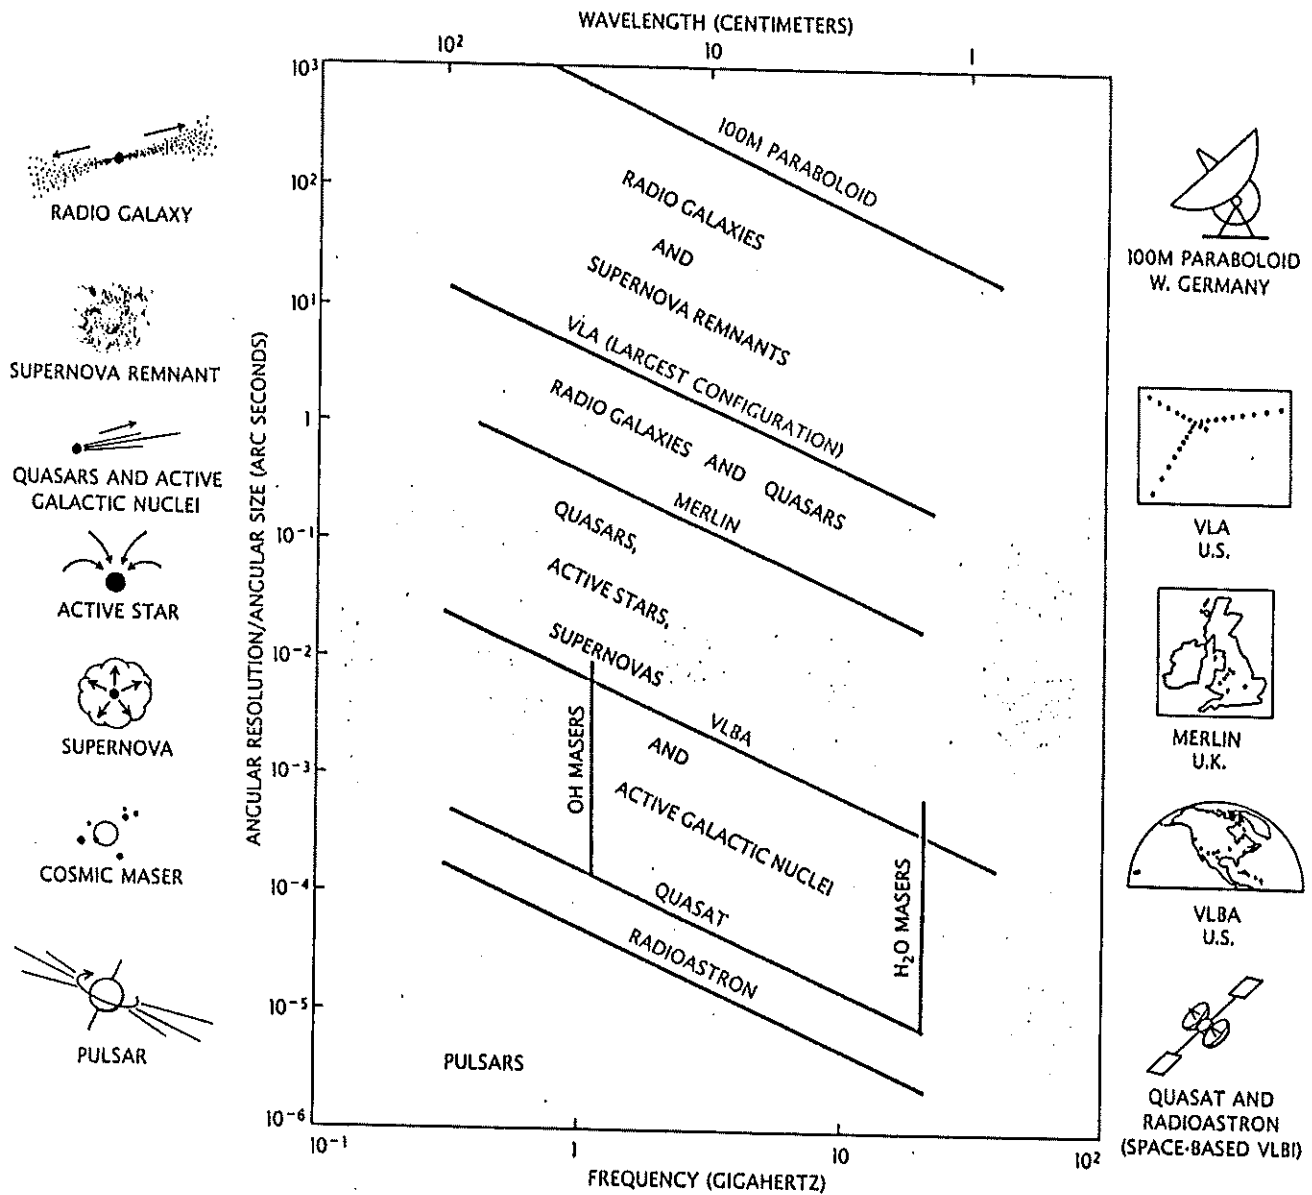 WAVELENGTH (CENTIMETERS)
10²
10
1
10³
10²
10¹
1
10⁻¹
10⁻²
10⁻³
10⁻⁴
10⁻⁵
10⁻⁶
ANGULAR RESOLUTION/ANGULAR SIZE (ARC SECONDS)
RADIO GALAXY
SUPERNOVA REMNANT
QUASARS AND ACTIVE
GALACTIC NUCLEI
ACTIVE STAR
SUPERNOVA
COSMIC MASER
PULSAR
100M PARABOLOID
RADIO GALAXIES
AND
SUPERNOVA REMNANTS
VLA (LARGEST CONFIGURATION)
RADIO GALAXIES AND QUASARS
MERLIN
QUASARS,
ACTIVE STARS,
SUPERNOVAS
VLBA
AND
ACTIVE GALACTIC NUCLEI
OH MASERS
H₂O MASERS
QUASAT
RADIOASTRON
PULSARS
100M PARABOLOID
W. GERMANY
VLA
U.S.
MERLIN
U.K.
VLBA
U.S.
QUASAT AND
RADIOASTRON
(SPACE-BASED VLBI)
10⁻¹
1
10
10²
FREQUENCY (GIGAHERTZ)